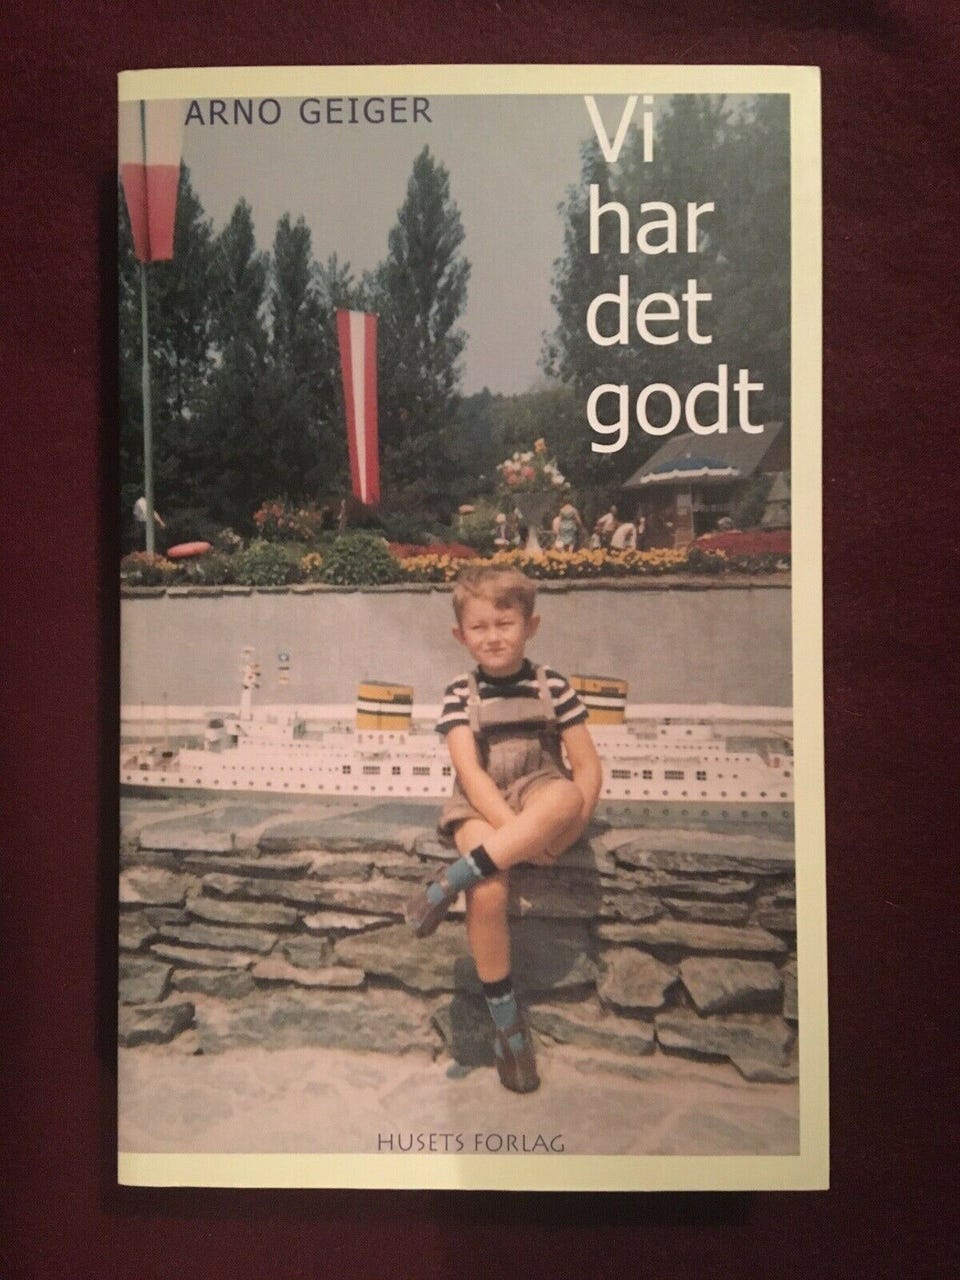 ARNO GEIGER
Vi
har
det
godt
HUSETS FORLAG